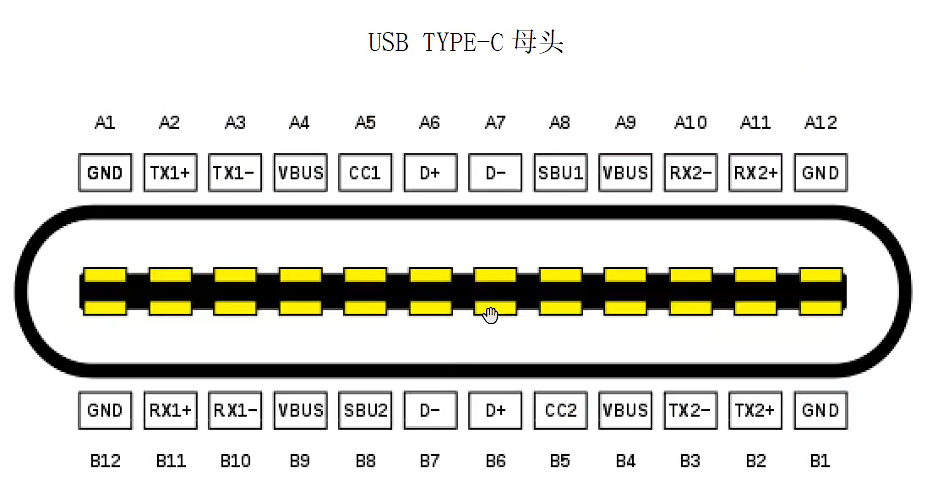 USB TYPE-C 母头
A1 A2 A3 A4 A5 A6 A7 A8 A9 A10 A11 A12
GND TX1+ TX1- VBUS CC1 D+ D- SBU1 VBUS RX2- RX2+ GND
GND RX1+ RX1- VBUS SBU2 D- D+ CC2 VBUS TX2- TX2+ GND
B12 B11 B10 B9 B8 B7 B6 B5 B4 B3 B2 B1